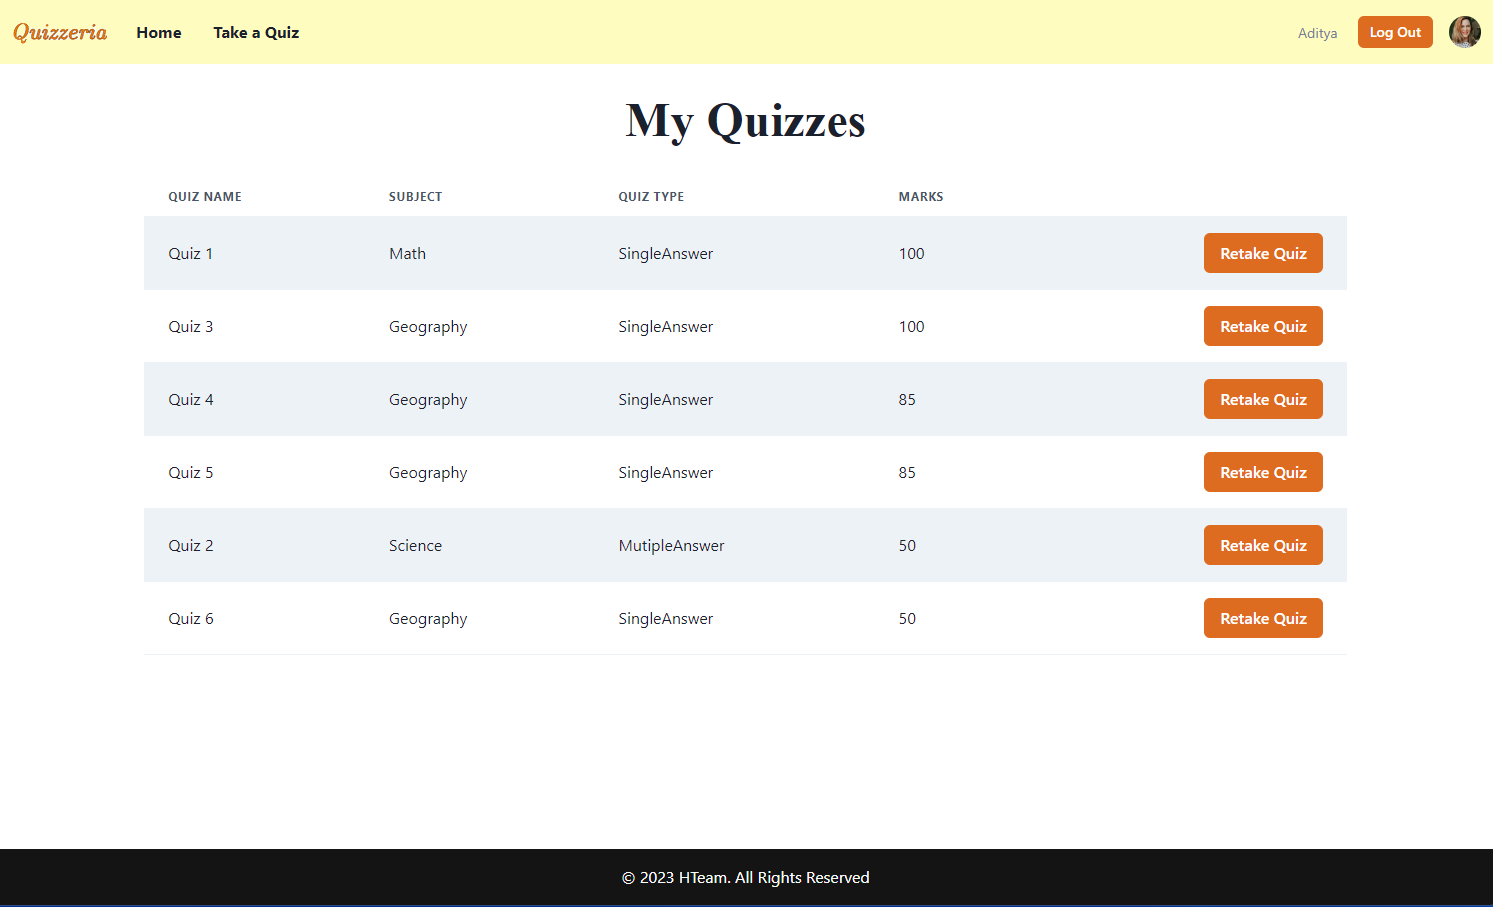 Quizzeria Home Take a Quiz Aditya Log Out
My Quizzes
QUIZ NAME SUBJECT QUIZ TYPE MARKS
Quiz 1 Math SingleAnswer 100 Retake Quiz
Quiz 3 Geography SingleAnswer 100 Retake Quiz
Quiz 4 Geography SingleAnswer 85 Retake Quiz
Quiz 5 Geography SingleAnswer 85 Retake Quiz
Quiz 2 Science MutipleAnswer 50 Retake Quiz
Quiz 6 Geography SingleAnswer 50 Retake Quiz
© 2023 HTeam. All Rights Reserved